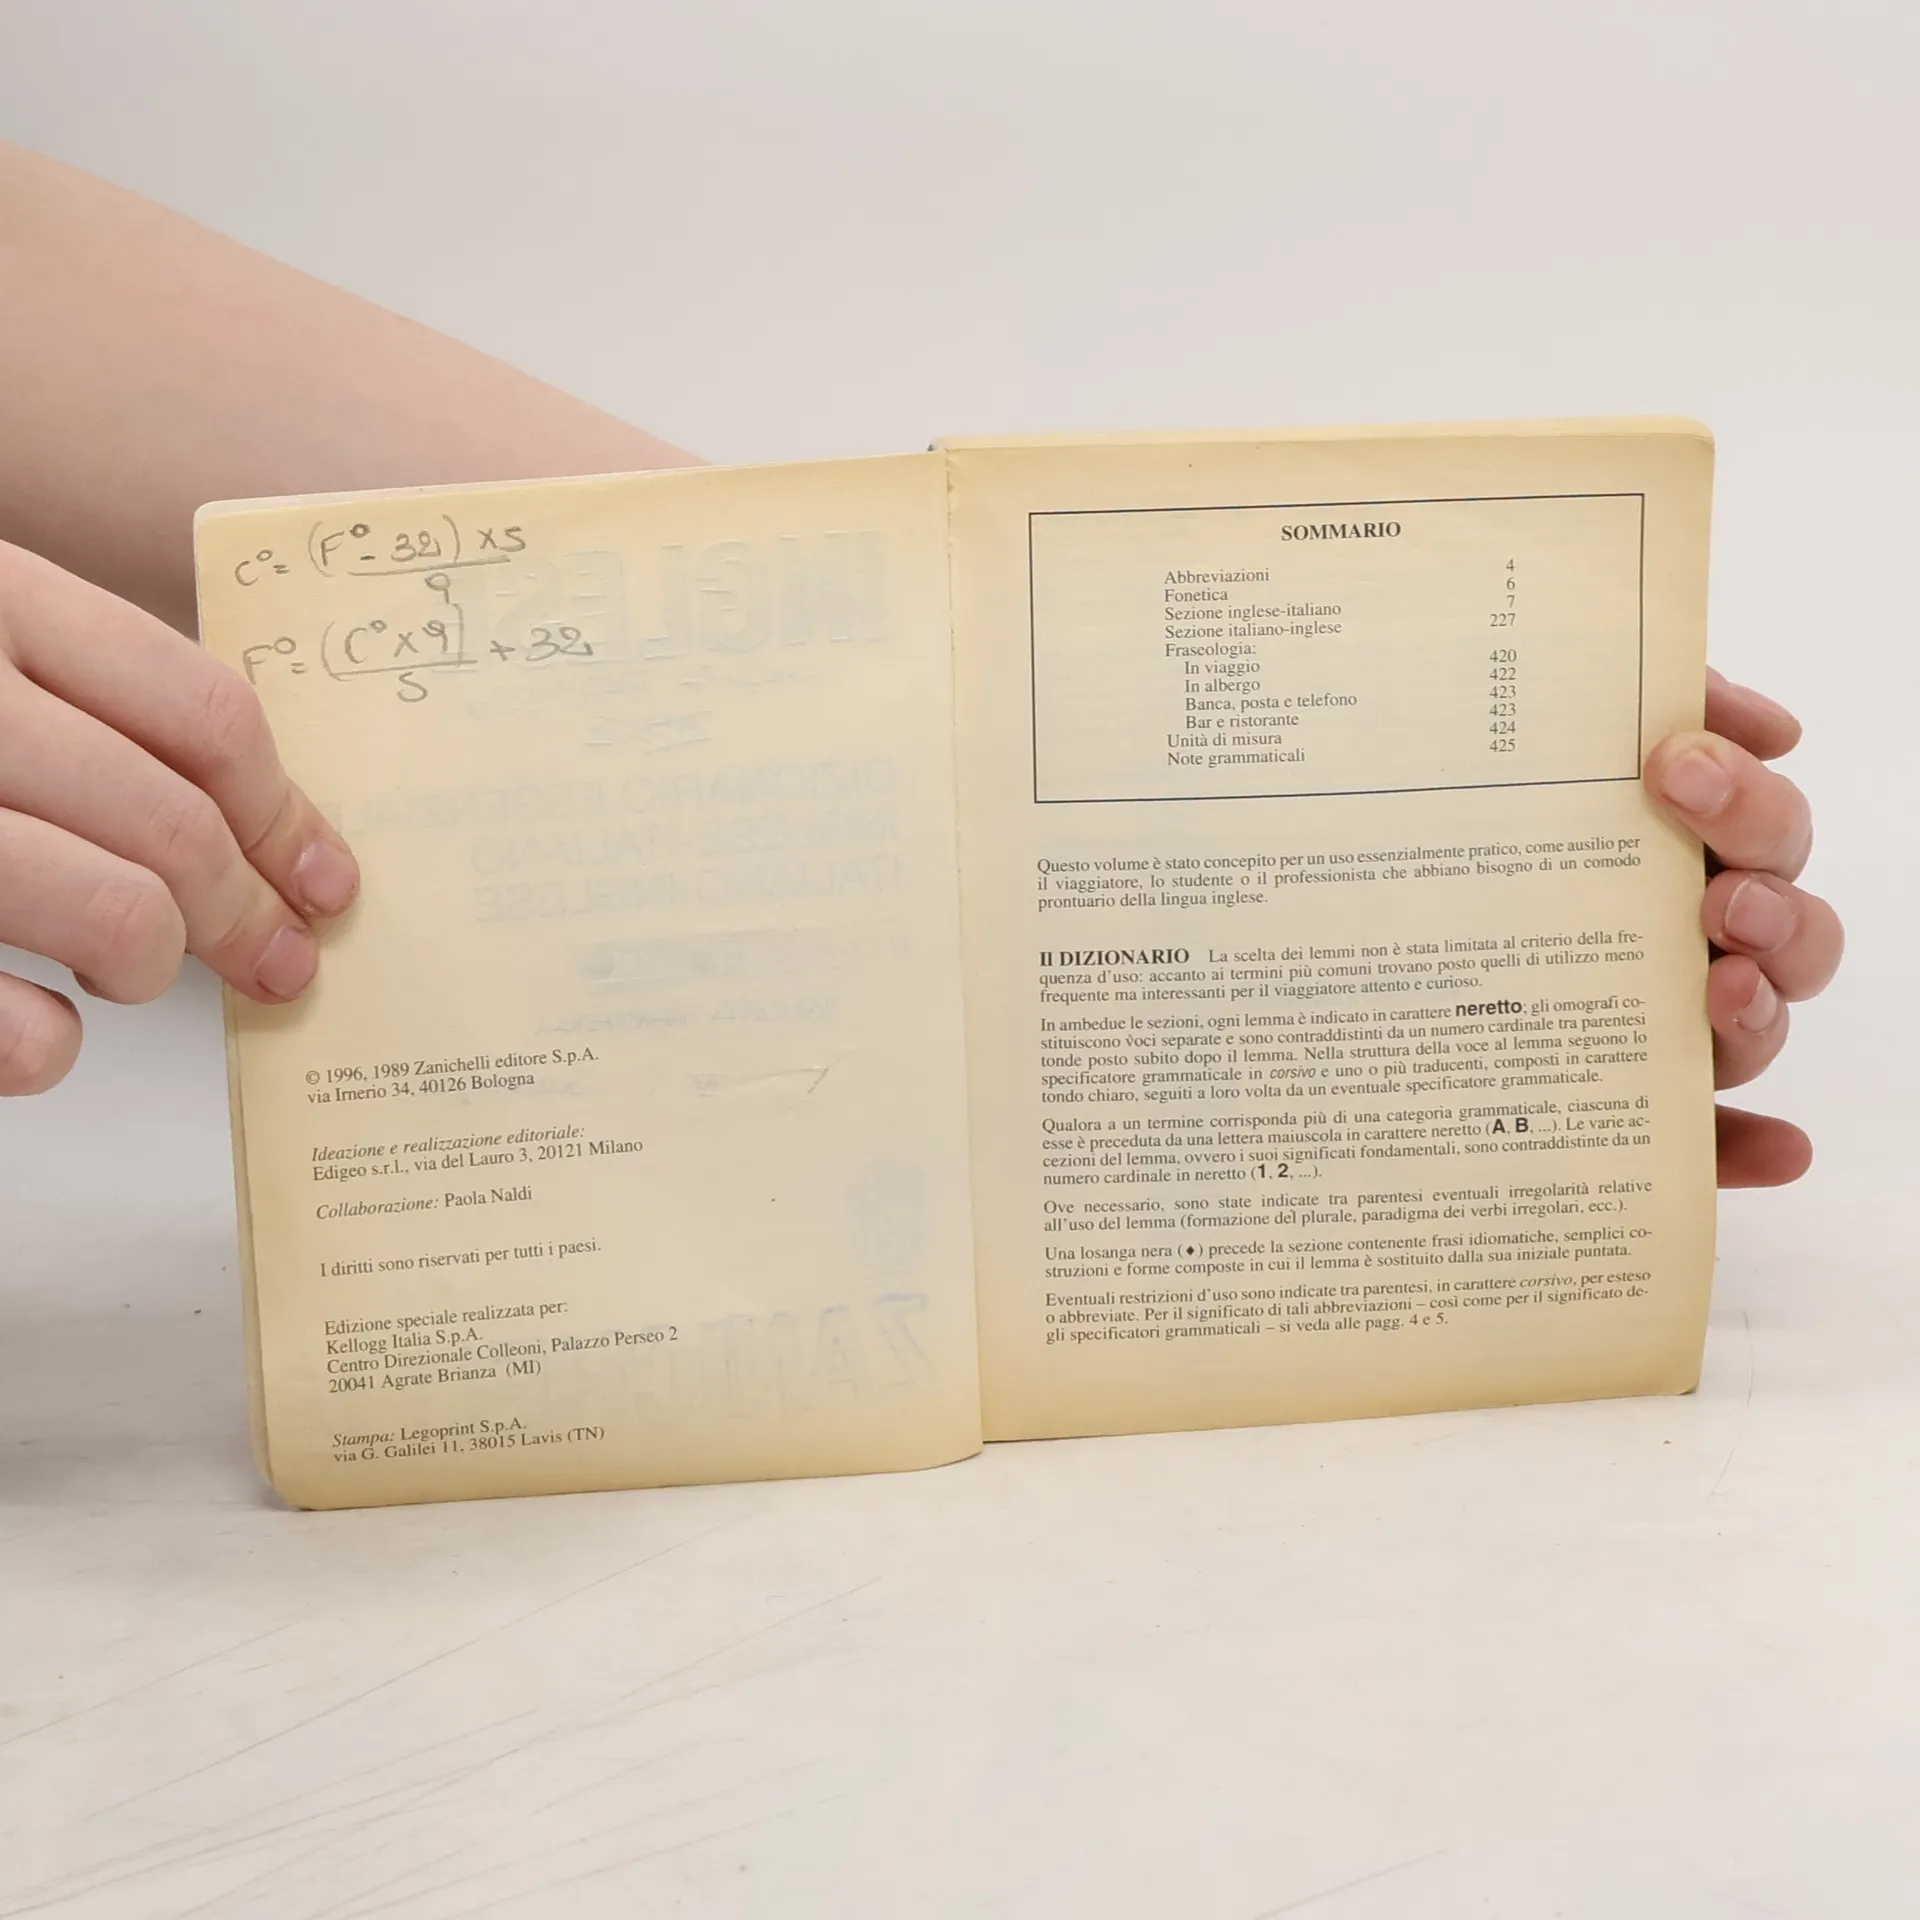 C°= (F°- 32) x5
9
F°= (C°x9) + 32
5
© 1996, 1989 Zanichelli editore S.p.A.
via Irnerio 34, 40126 Bologna
Ideazione e realizzazione editoriale:
Edigeo s.r.l., via del Lauro 3, 20121 Milano
Collaborazione: Paola Naldi
I diritti sono riservati per tutti i paesi.
Edizione speciale realizzata per:
Kellogg Italia S.p.A.
Centro Direzionale Colleoni, Palazzo Perseo 2
20041 Agrate Brianza (MI)
Stampa: Legoprint S.p.A.
via G. Galilei 11, 38015 Lavis (TN)
SOMMARIO
Abbreviazioni 4
Fonetica 6
Sezione inglese-italiano 7
Sezione italiano-inglese 227
Fraseologia:
In viaggio 420
In albergo 422
Banca, posta e telefono 423
Bar e ristorante 423
Unità di misura 424
Note grammaticali 425
Questo volume è stato concepito per un uso essenzialmente pratico, come ausilio per
il viaggiatore, lo studente o il professionista che abbiano bisogno di un comodo
prontuario della lingua inglese.
Il DIZIONARIO La scelta dei lemmi non è stata limitata al criterio della fre-
quenza d'uso: accanto ai termini più comuni trovano posto quelli di utilizzo meno
frequente ma interessanti per il viaggiatore attento e curioso.
In ambedue le sezioni, ogni lemma è indicato in carattere neretto; gli omografi co-
stituiscono voci separate e sono contraddistinti da un numero cardinale tra parentesi
tonde posto subito dopo il lemma. Nella struttura della voce al lemma seguono lo
specificatore grammaticale in corsivo e uno o più traducenti, composti in carattere
tondo chiaro, seguiti a loro volta da un eventuale specificatore grammaticale.
Qualora a un termine corrisponda più di una categoria grammaticale, ciascuna di
esse è preceduta da una lettera maiuscola in carattere neretto (A, B, ...). Le varie ac-
cezioni del lemma, ovvero i suoi significati fondamentali, sono contraddistinte da un
numero cardinale in neretto (1, 2, ...).
Ove necessario, sono state indicate tra parentesi eventuali irregolarità relative
all'uso del lemma (formazione del plurale, paradigma dei verbi irregolari, ecc.).
Una losanga nera (♦) precede la sezione contenente frasi idiomatiche, semplici co-
struzioni e forme composte in cui il lemma è sostituito dalla sua iniziale puntata.
Eventuali restrizioni d'uso sono indicate tra parentesi, in carattere corsivo, per esteso
o abbreviate. Per il significato di tali abbreviazioni – così come per il significato de-
gli specificatori grammaticali – si veda alle pagg. 4 e 5.